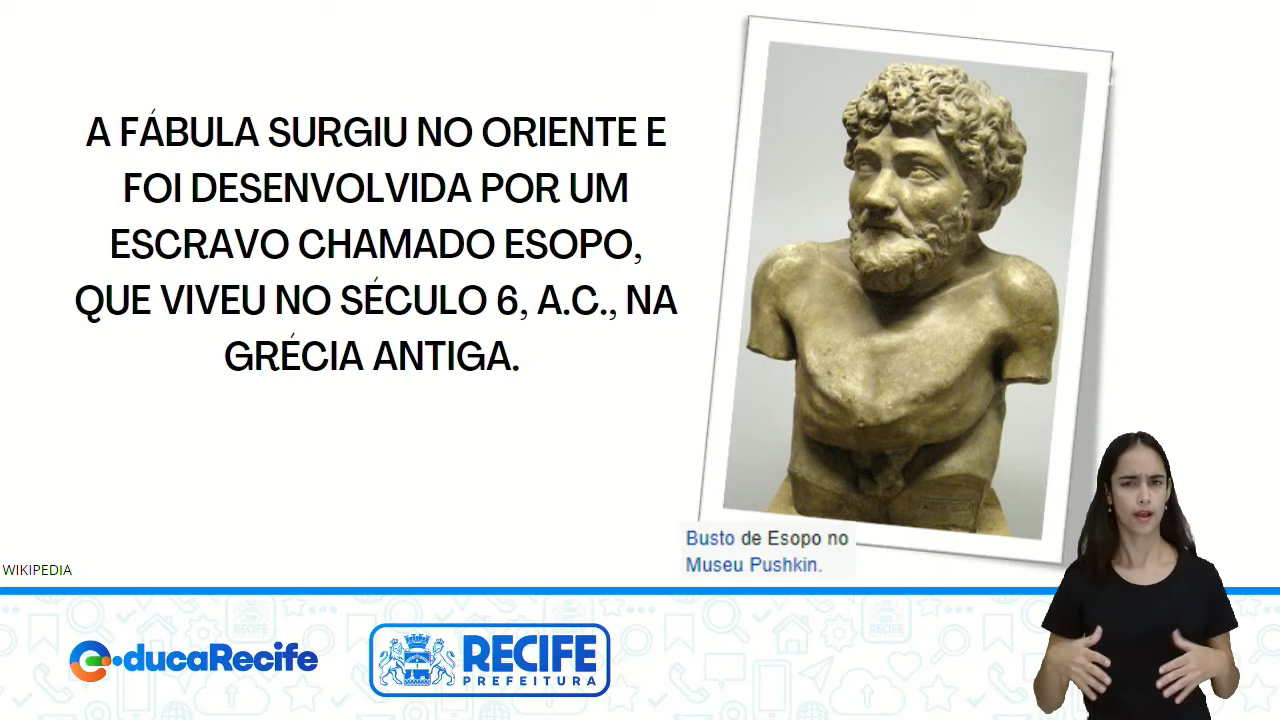 A FÁBULA SURGIU NO ORIENTE E
FOI DESENVOLVIDA POR UM
ESCRAVO CHAMADO ESOPO,
QUE VIVEU NO SÉCULO 6, A.C., NA
GRÉCIA ANTIGA.
Busto de Esopo no
Museu Pushkin.
WIKIPEDIA
educaRecife
RECIFE
PREFEITURA